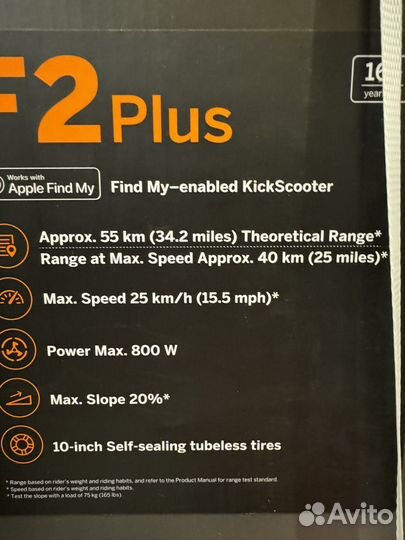 F2 Plus
16
years
Works with
Apple Find My
Find My-enabled KickScooter
Approx. 55 km (34.2 miles) Theoretical Range*
Range at Max. Speed Approx. 40 km (25 miles)*
Max. Speed 25 km/h (15.5 mph)*
Power Max. 800 W
Max. Slope 20%*
10-inch Self-sealing tubeless tires
* Range based on rider's weight and riding habits, and refer to the Product Manual for range test standard.
* Speed based on rider's weight and riding habits.
* Test the slope with a load of 75 kg (165 lbs).
Avito